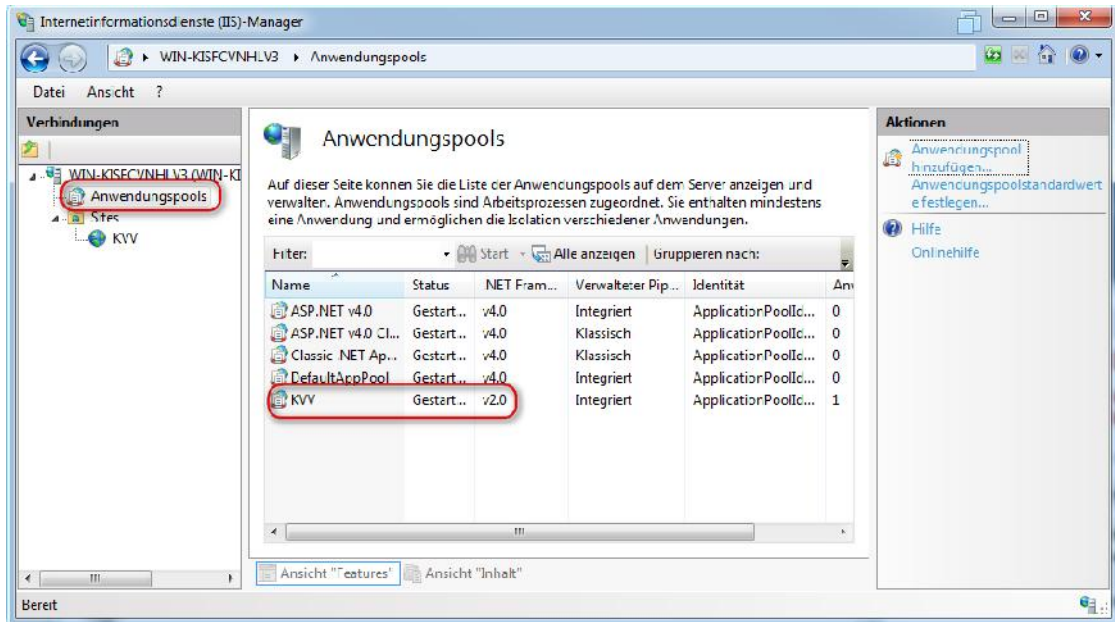 Internetinformationsdienste (IIS)-Manager
WIN-KISFCVNHLV3 Anwendungspools
Datei Ansicht ?
Verbindungen
WIN-KISFCVNHLV3 (WIN-KI
Anwendungspools
Sites
KVV
Anwendungspools
Auf dieser Seite können Sie die Liste der Anwendungspools auf dem Server anzeigen und
verwalten. Anwendungspools sind Arbeitsprozessen zugeordnet. Sie enthalten mindestens
eine Anwendung und ermöglichen die Isolation verschiedener Anwendungen.
Filter: Start Alle anzeigen Gruppieren nach:
Name Status .NET Fram... Verwalteter Pip... Identität Anw
ASP.NET v4.0 Gestart... v4.0 Integriert ApplicationPoolId... 0
ASP.NET v4.0 Cl... Gestart... v4.0 Klassisch ApplicationPoolId... 0
Classic .NET Ap... Gestart... v4.0 Klassisch ApplicationPoolId... 0
DefaultAppPool Gestart... v4.0 Integriert ApplicationPoolId... 0
KVV Gestart... v2.0 Integriert ApplicationPoolId... 1
Ansicht "Features" Ansicht "Inhalt"
Aktionen
Anwendungspool
hinzufügen...
Anwendungspoolstandardwert
e festlegen...
Hilfe
Onlinehilfe
Bereit